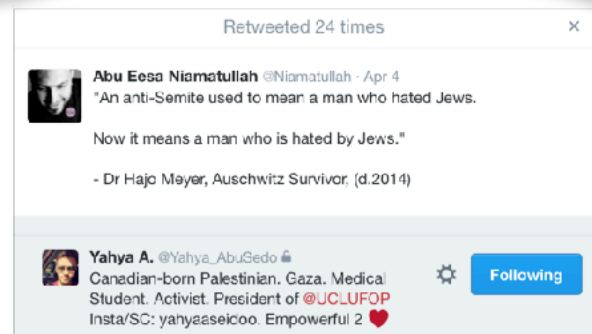 Retweeted 24 times ×
Abu Eesa Niamatullah @Niamatullah · Apr 4
"An anti-Semite used to mean a man who hated Jews.
Now it means a man who is hated by Jews."
- Dr Hajo Meyer, Auschwitz Survivor, (d.2014)
Yahya A. @Yahya_AbuSedo
Canadian-born Palestinian. Gaza. Medical
Student. Activist. President of @UCLUFOP
Insta/SC: yahyaaseidoo. Empowerful 2 ❤
Following